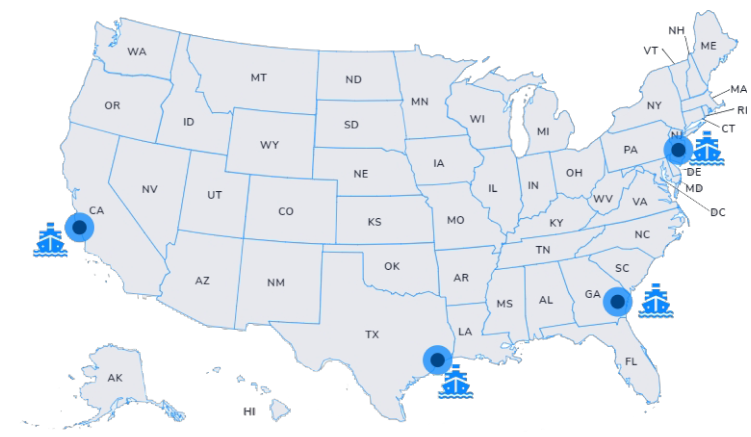 NH
ME
VT
WA
MT
ND
MN
OR
ID
SD
WI
MI
NY
MA
RI
CT
WY
IA
PA
NJ
NE
NV
UT
CO
IL
IN
OH
DE
MD
DC
WV
VA
KS
MO
KY
CA
NC
TN
AZ
NM
OK
AR
SC
MS
AL
GA
TX
LA
FL
AK
HI